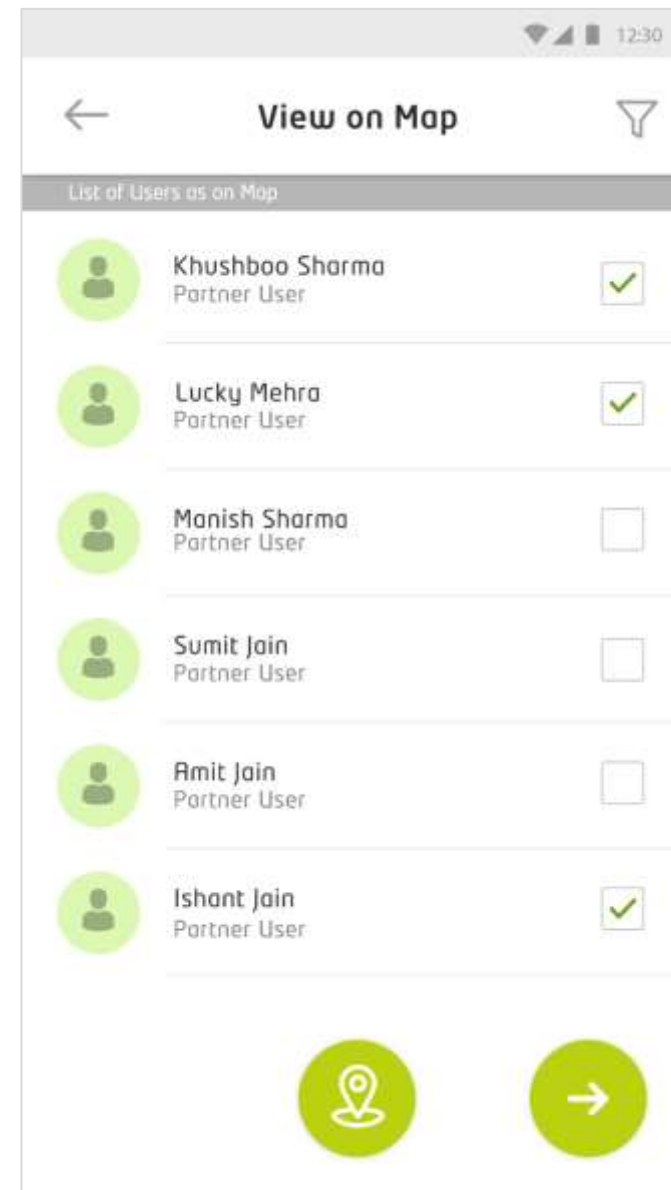 12:30
View on Map
List of Users as on Map
Khushboo Sharma
Partner User
Lucky Mehra
Partner User
Manish Sharma
Partner User
Sumit Jain
Partner User
Amit Jain
Partner User
Ishant Jain
Partner User